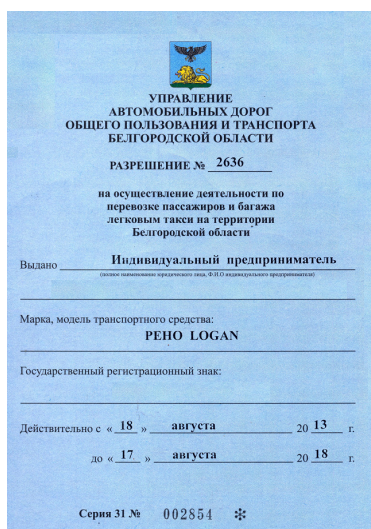 УПРАВЛЕНИЕ
АВТОМОБИЛЬНЫХ ДОРОГ
ОБЩЕГО ПОЛЬЗОВАНИЯ И ТРАНСПОРТА
БЕЛГОРОДСКОЙ ОБЛАСТИ
РАЗРЕШЕНИЕ № 2636
на осуществление деятельности по
перевозке пассажиров и багажа
легковым такси на территории
Белгородской области
Выдано Индивидуальный предприниматель
(полное наименование юридического лица, Ф.И.О индивидуального предпринимателя)
Марка, модель транспортного средства:
РЕНО LOGAN
Государственный регистрационный знак:
Действительно с « 18 » августа 20 13 г.
до « 17 » августа 20 18 г.
Серия 31 № 002854 ✻